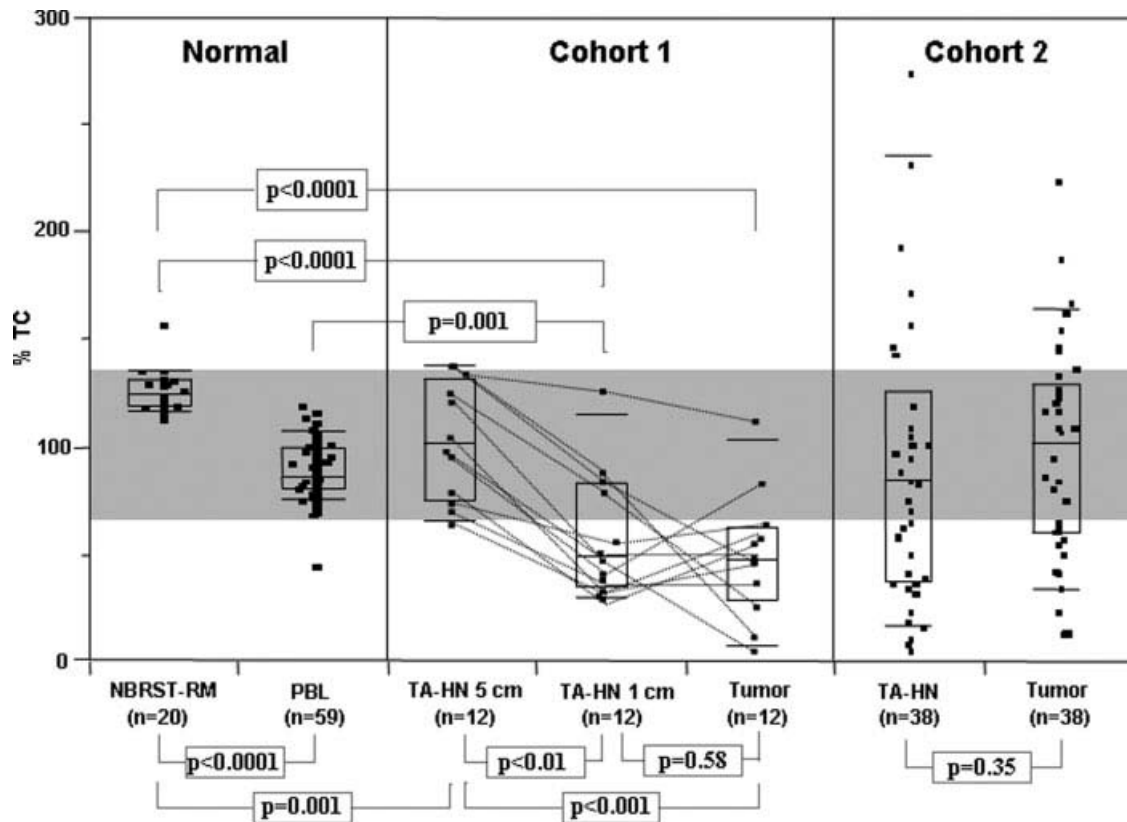 Normal
Cohort 1
Cohort 2
% TC
300
200
100
0
p<0.0001
p<0.0001
p=0.001
NBRST-RM
(n=20)
PBL
(n=59)
TA-HN 5 cm
(n=12)
TA-HN 1 cm
(n=12)
Tumor
(n=12)
TA-HN
(n=38)
Tumor
(n=38)
p<0.0001
p<0.01
p=0.58
p=0.35
p=0.001
p<0.001